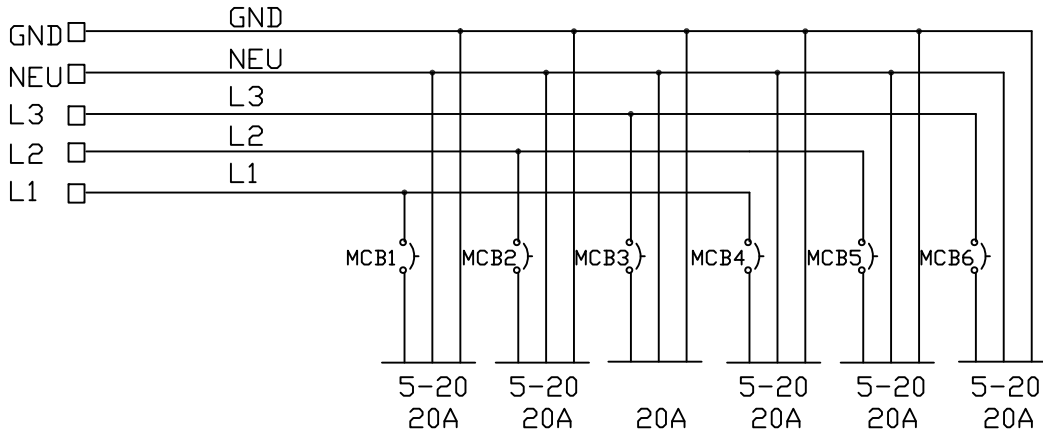 GND GND
NEU NEU
L3 L3
L2 L2
L1 L1
MCB1 MCB2 MCB3 MCB4 MCB5 MCB6
5-20 5-20 5-20 5-20 5-20
20A 20A 20A 20A 20A 20A